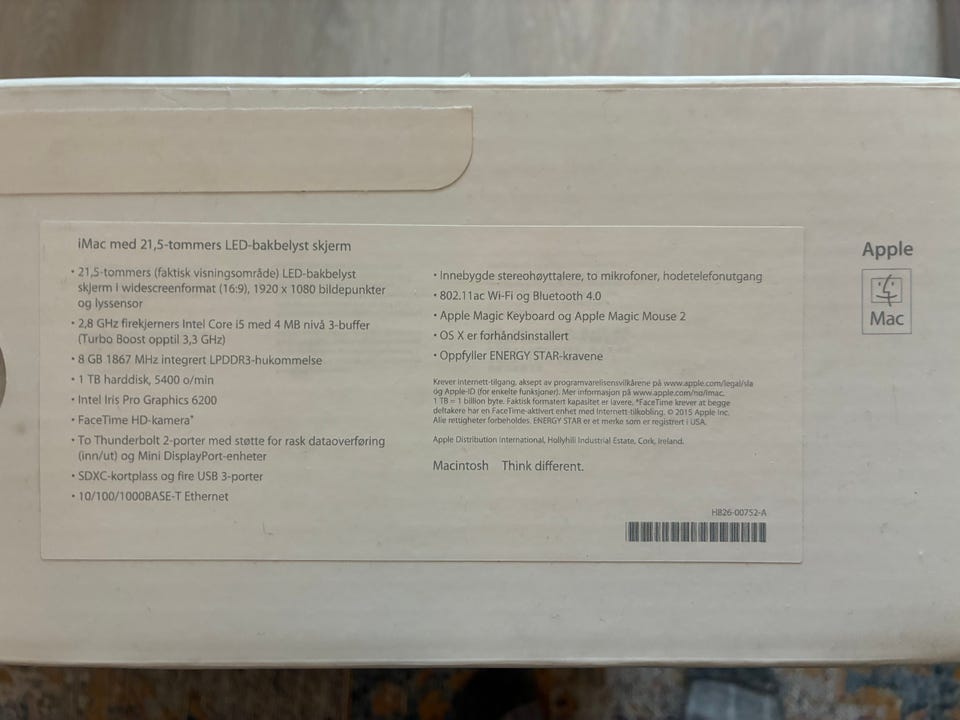 iMac med 21,5-tommers LED-bakbelyst skjerm
• 21,5-tommers (faktisk visningsområde) LED-bakbelyst
skjerm i widescreenformat (16:9), 1920 x 1080 bildepunkter
og lyssensor
• 2,8 GHz firekjerners Intel Core i5 med 4 MB nivå 3-buffer
(Turbo Boost opptil 3,3 GHz)
• 8 GB 1867 MHz integrert LPDDR3-hukommelse
• 1 TB harddisk, 5400 o/min
• Intel Iris Pro Graphics 6200
• FaceTime HD-kamera*
• To Thunderbolt 2-porter med støtte for rask dataoverføring
(inn/ut) og Mini DisplayPort-enheter
• SDXC-kortplass og fire USB 3-porter
• 10/100/1000BASE-T Ethernet
• Innebygde stereohøyttalere, to mikrofoner, hodetelefonutgang
• 802.11ac Wi-Fi og Bluetooth 4.0
• Apple Magic Keyboard og Apple Magic Mouse 2
• OS X er forhåndsinstallert
• Oppfyller ENERGY STAR-kravene
Krever Internett-tilgang, aksept av programvarelisensvilkårene på www.apple.com/legal/sla
og Apple-ID (for enkelte funksjoner). Mer informasjon på www.apple.com/no/imac.
1 TB = 1 billion byte. Faktisk formatert kapasitet er lavere. *FaceTime krever at begge
deltakere har en FaceTime-aktivert enhet med Internett-tilkobling. © 2015 Apple Inc.
Alle rettigheter forbeholdes. ENERGY STAR er et merke som er registrert i USA.
Apple Distribution International, Hollyhill Industrial Estate, Cork, Ireland.
Macintosh Think different.
H826-00752-A
Apple
Mac